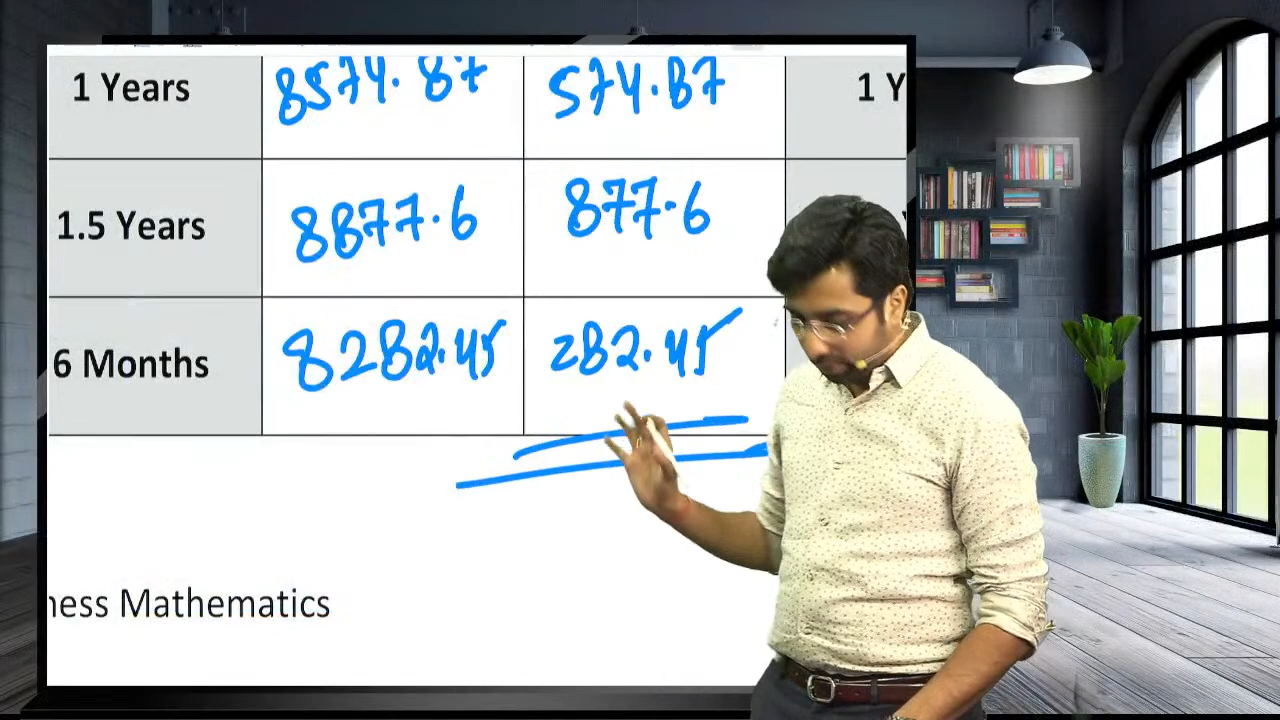 1 Years 8574.87 574.87 1 Y
1.5 Years 8877.6 877.6
6 Months 8282.45 282.45
ness Mathematics